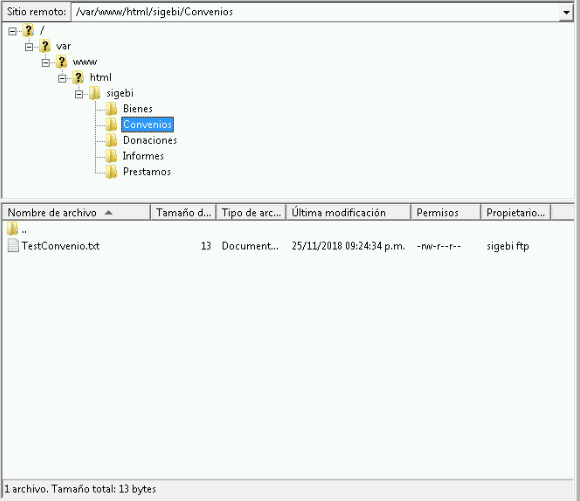 Sitio remoto: /var/www/html/sigebi/Convenios
/
var
www
html
sigebi
Bienes
Convenios
Donaciones
Informes
Prestamos
Nombre de archivo Tamaño d... Tipo de arc... Última modificación Permisos Propietario...
..
TestConvenio.txt 13 Document... 25/11/2018 09:24:34 p.m. -rw-r--r-- sigebi ftp
1 archivo. Tamaño total: 13 bytes